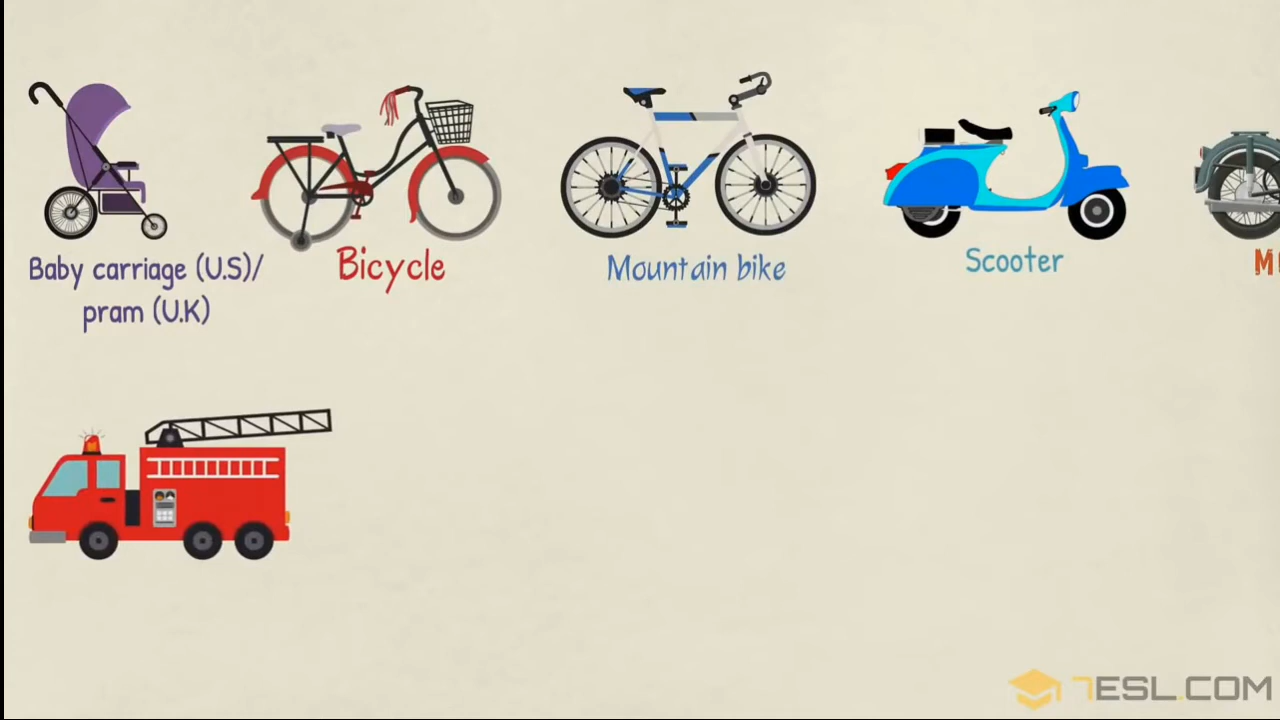 Baby carriage (U.S)/
pram (U.K)
Bicycle
Mountain bike
Scooter
7ESL.COM